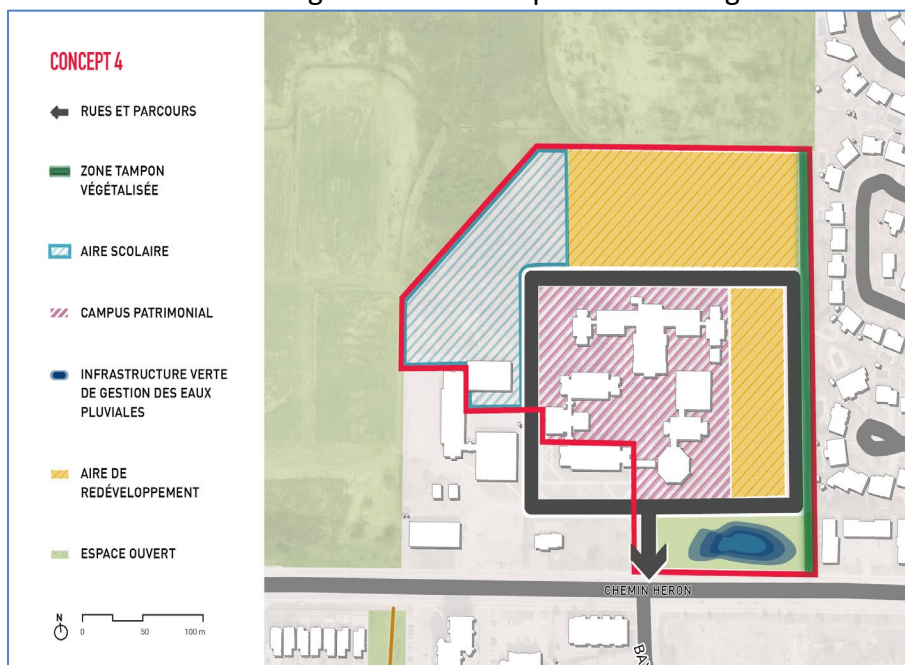 CONCEPT 4
RUES ET PARCOURS
ZONE TAMPON
VÉGÉTALISÉE
AIRE SCOLAIRE
CAMPUS PATRIMONIAL
INFRASTRUCTURE VERTE
DE GESTION DES EAUX
PLUVIALES
AIRE DE
REDÉVELOPPEMENT
ESPACE OUVERT
N
0 50 100 m
CHEMIN HERON